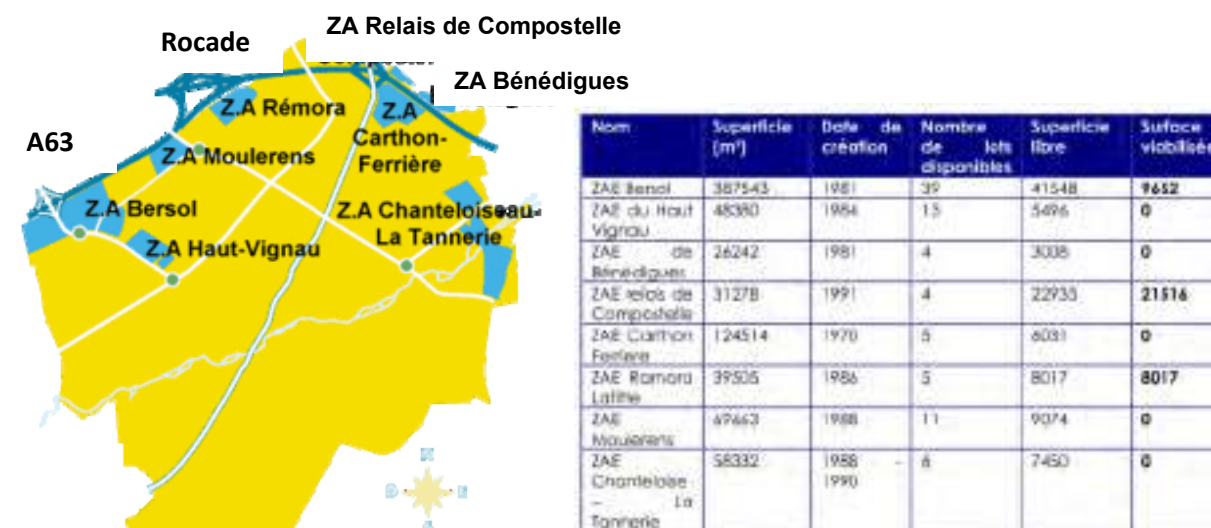 ZA Relais de Compostelle
Rocade
ZA Bénédigues
Z.A Rémora
Z.A
Carthon-
Ferrière
A63
Z.A Moulerens
Z.A Bersol
Z.A Chanteloiseau-
La Tannerie
Z.A Haut-Vignau
Nom Superficie (m²) Date de création Nombre de lots disponibles Superficie libre Surface viabilisée
ZAE Bersol 387543 1981 39 41548 9652
ZAE du Haut Vignau 48380 1984 15 5496 0
ZAE de Bénédigues 26242 1981 4 3008 0
ZAE relais de Compostelle 31278 1991 4 22935 21516
ZAE Carthon Ferriere 124514 1970 5 6031 0
ZAE Ramora Lafitte 39505 1986 5 8017 8017
ZAE Moulerens 69663 1988 11 9074 0
ZAE Chanteloise – La Tannerie 58332 1988 - 1990 6 7450 0